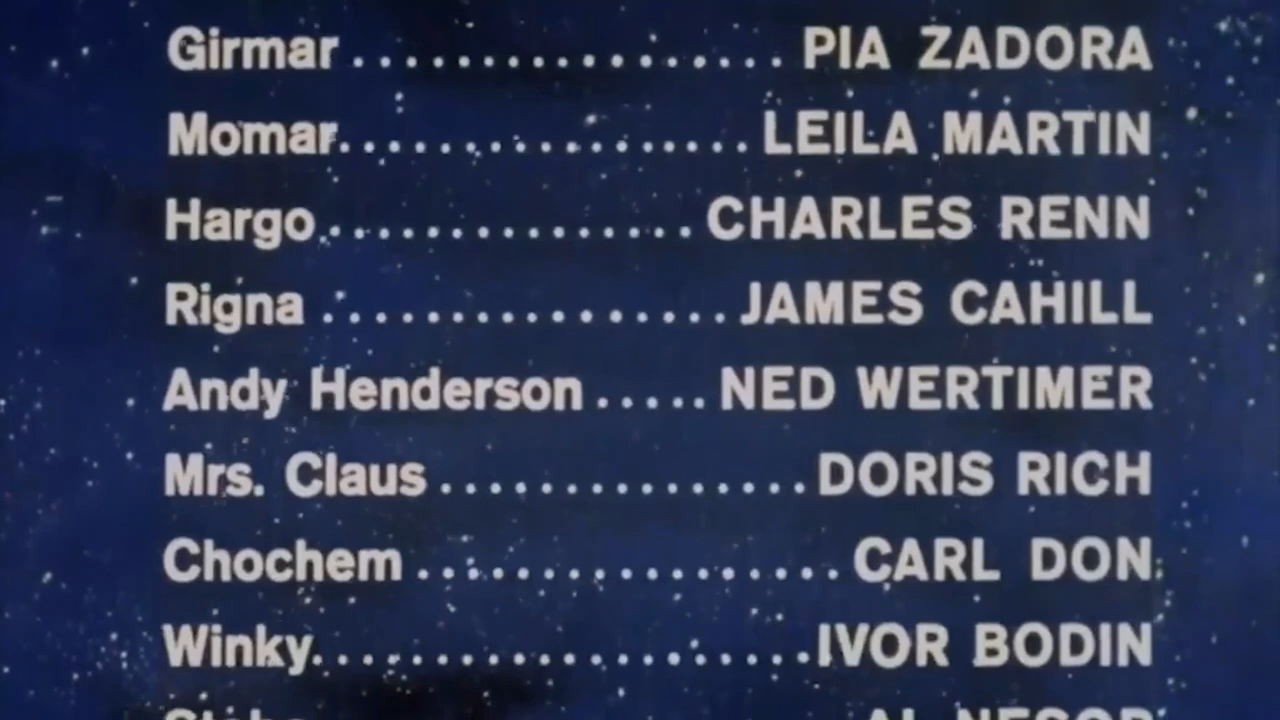 Girmar ................. PIA ZADORA
Momar................. LEILA MARTIN
Hargo............... CHARLES RENN
Rigna ................ JAMES CAHILL
Andy Henderson ..... NED WERTIMER
Mrs. Claus ............... DORIS RICH
Chochem ................. CARL DON
Winky....................IVOR BODIN